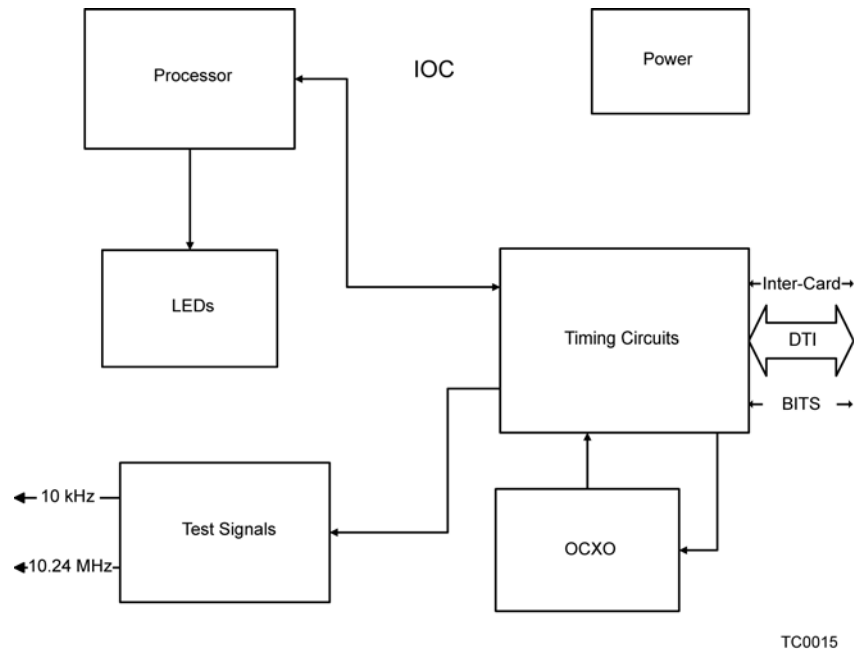 Processor
IOC
Power
LEDs
Timing Circuits
Inter-Card
DTI
BITS
10 kHz
Test Signals
10.24 MHz
OCXO
TC0015